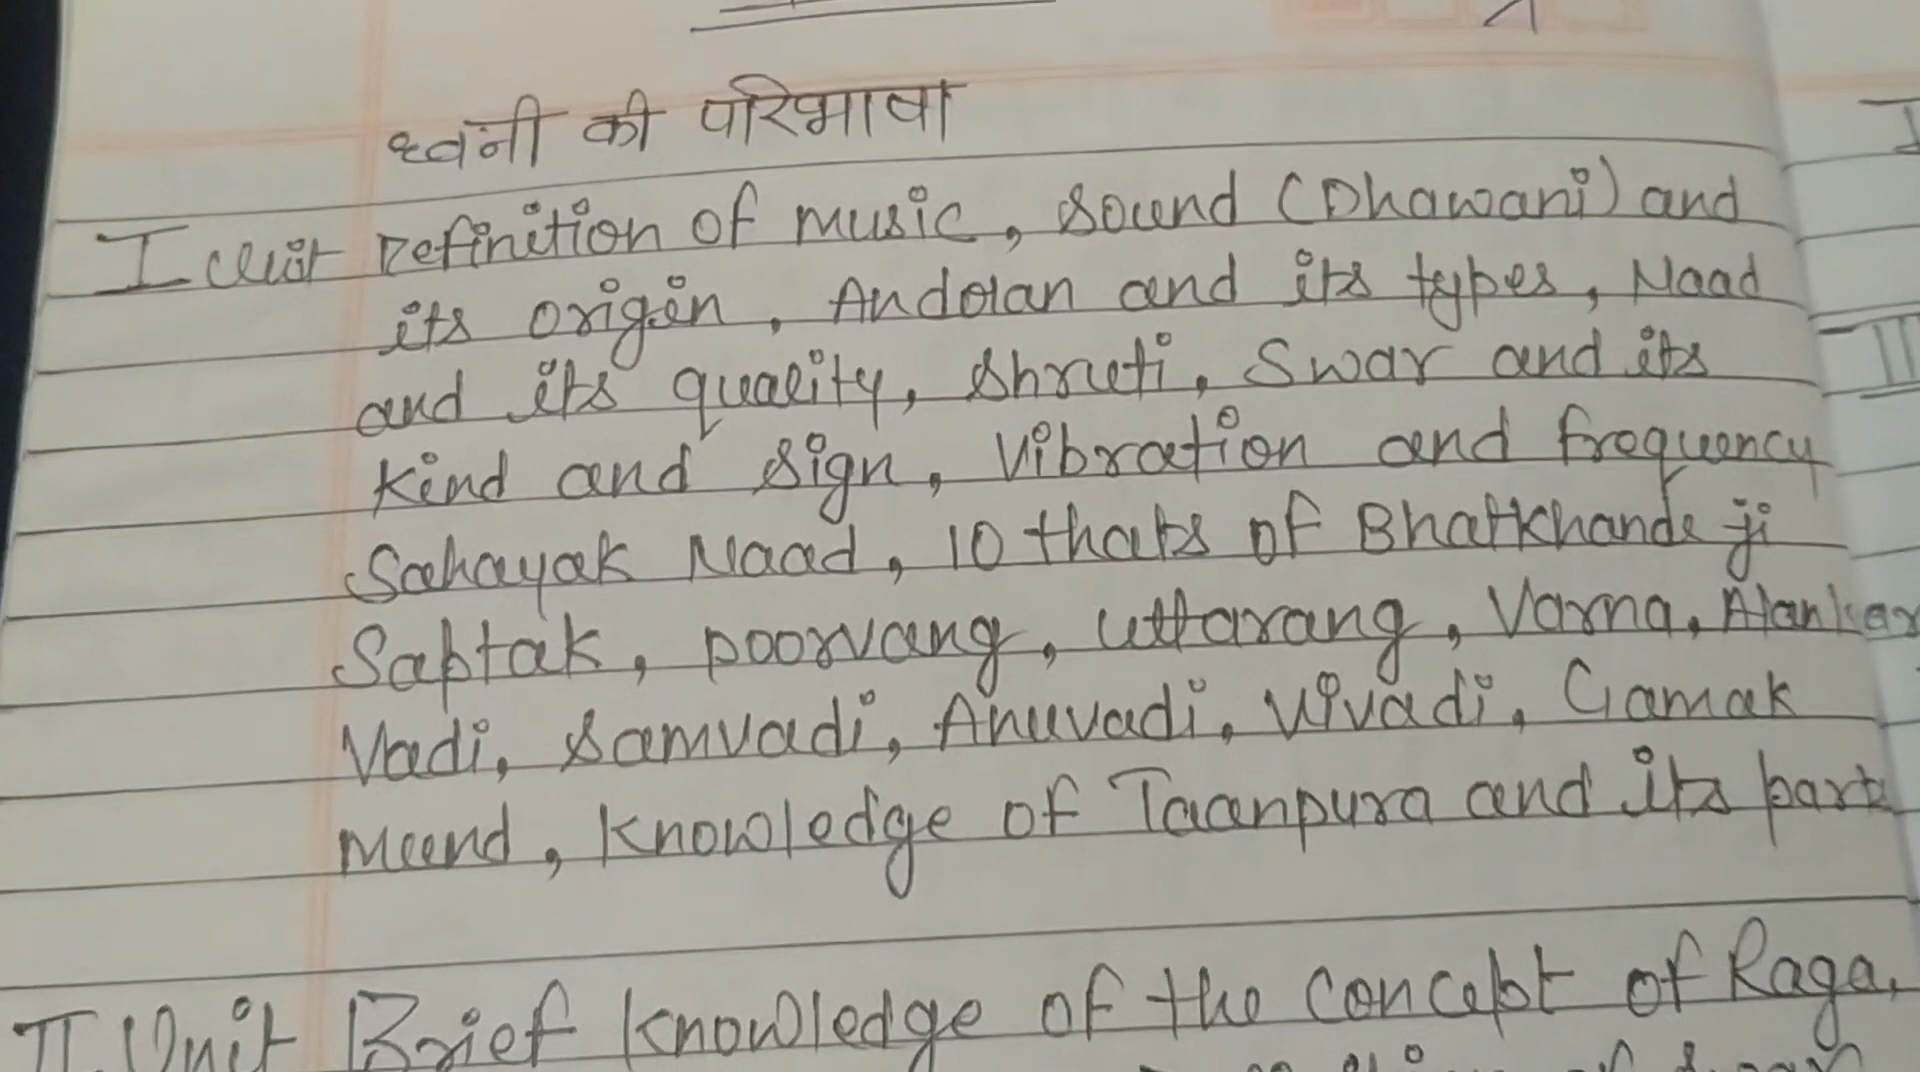 ध्वनी की परिभाषा
I Unit Definition of music, Sound (Dhawani) and
its origin, Andolan and its types, Naad
and its quality, Shruti, Swar and its
Kind and sign, Vibration and frequency
Sahayak Naad, 10 thats of Bhatkhande ji
Saptak, poorvang, uttarang, Varna, Alankar
Vadi, Samvadi, Anuvadi, Vivadi, Gamak
Meend, Knowledge of Taanpura and its part
II Unit Brief Knowledge of the Concept of Raga,